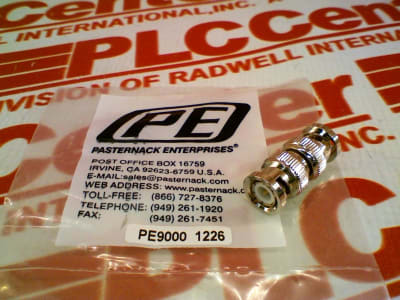 INTERNATIONAL, INC.
PLCCenter
DIVISION OF RADWELL INTERNATIONAL, INC.
PE
PASTERNACK ENTERPRISES®
POST OFFICE BOX 16759
IRVINE, CA 92623-6759 U.S.A.
E-MAIL: sales@pasternack.com
WEB ADDRESS: www.pasternack.com
TOLL-FREE: (866) 727-8376
TELEPHONE: (949) 261-1920
FAX: (949) 261-7451
PE9000 1226